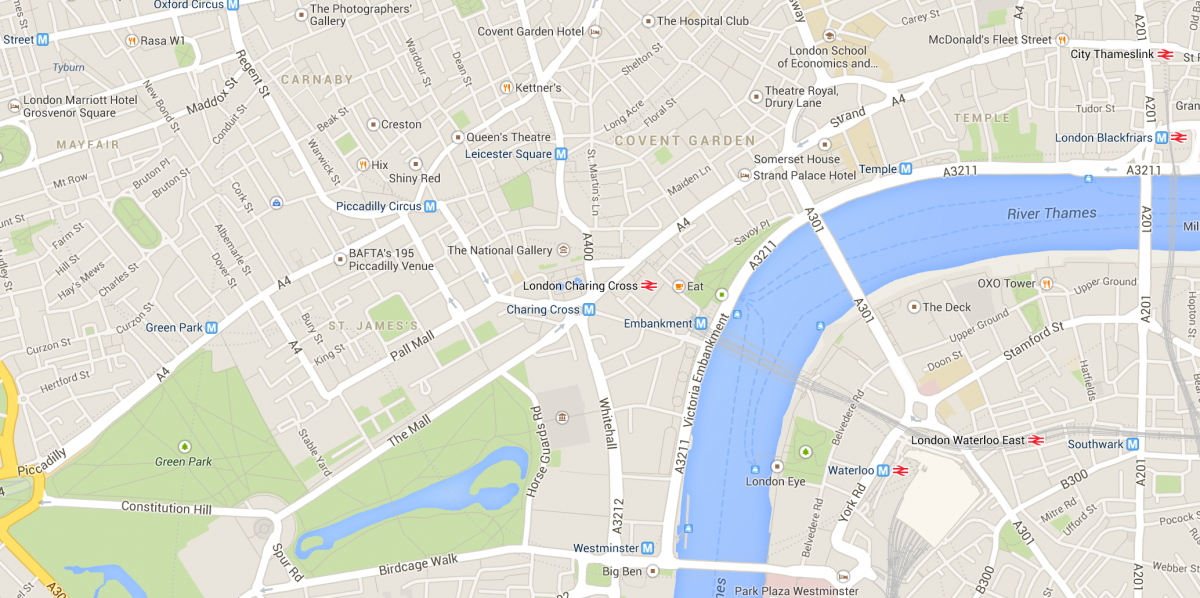 Oxford Circus
The Photographers'
Gallery
Street
Rasa W1
Tyburn
Regent St
CARNABY
Wardour St
Dean St
Covent Garden Hotel
The Hospital Club
Shelton St
London School
of Economics and...
Carey St
A4
McDonald's Fleet Street
A201
City Thameslink
London Marriott Hotel
Grosvenor Square
New Bond St
Maddox St
Conduit St
Kettner's
Long Acre
Floral St
Theatre Royal,
Drury Lane
Strand
A4
Tudor St
A201
TEMPLE
MAYFAIR
Beak St
Creston
Queen's Theatre
Leicester Square
COVENT GARDEN
London Blackfriars
Warwick St
Hix
Shiny Red
St. Martin's Ln
Maiden Ln
Somerset House
Strand Palace Hotel
Temple
A3211
A3211
Mt Row
Bruton Pl
Bruton St
Cork St
Piccadilly Circus
A4
Savoy Pl
A3211
A301
River Thames
A201
Farm St
Hill St
Hay's Mews
Charles St
Albemarle St
Dover St
BAFTA's 195
Piccadilly Venue
The National Gallery
A400
London Charing Cross
Eat
OXO Tower
Upper Ground
A4
Curzon St
Green Park
Bury St
ST. JAMES'S
Charing Cross
Embankment
The Deck
A301
Upper Ground
A201
Hopton St
Curzon St
A4
King St
Pall Mall
Doon St
Stamford St
Hertford St
A4
Victoria Embankment
Hatfields
Belvedere Rd
Whitehall
Horse Guards Rd
The Mall
Stable Yard
Piccadilly
Green Park
A3211
London Waterloo East
Southwark
Waterloo
London Eye
A201
B300
Constitution Hill
A3212
Belvedere Rd
York Rd
Mitre Rd
Ufford St
Pocock S
A301
Spur Rd
Birdcage Walk
Westminster
Big Ben
Park Plaza Westminster
B300
A201
Webber St